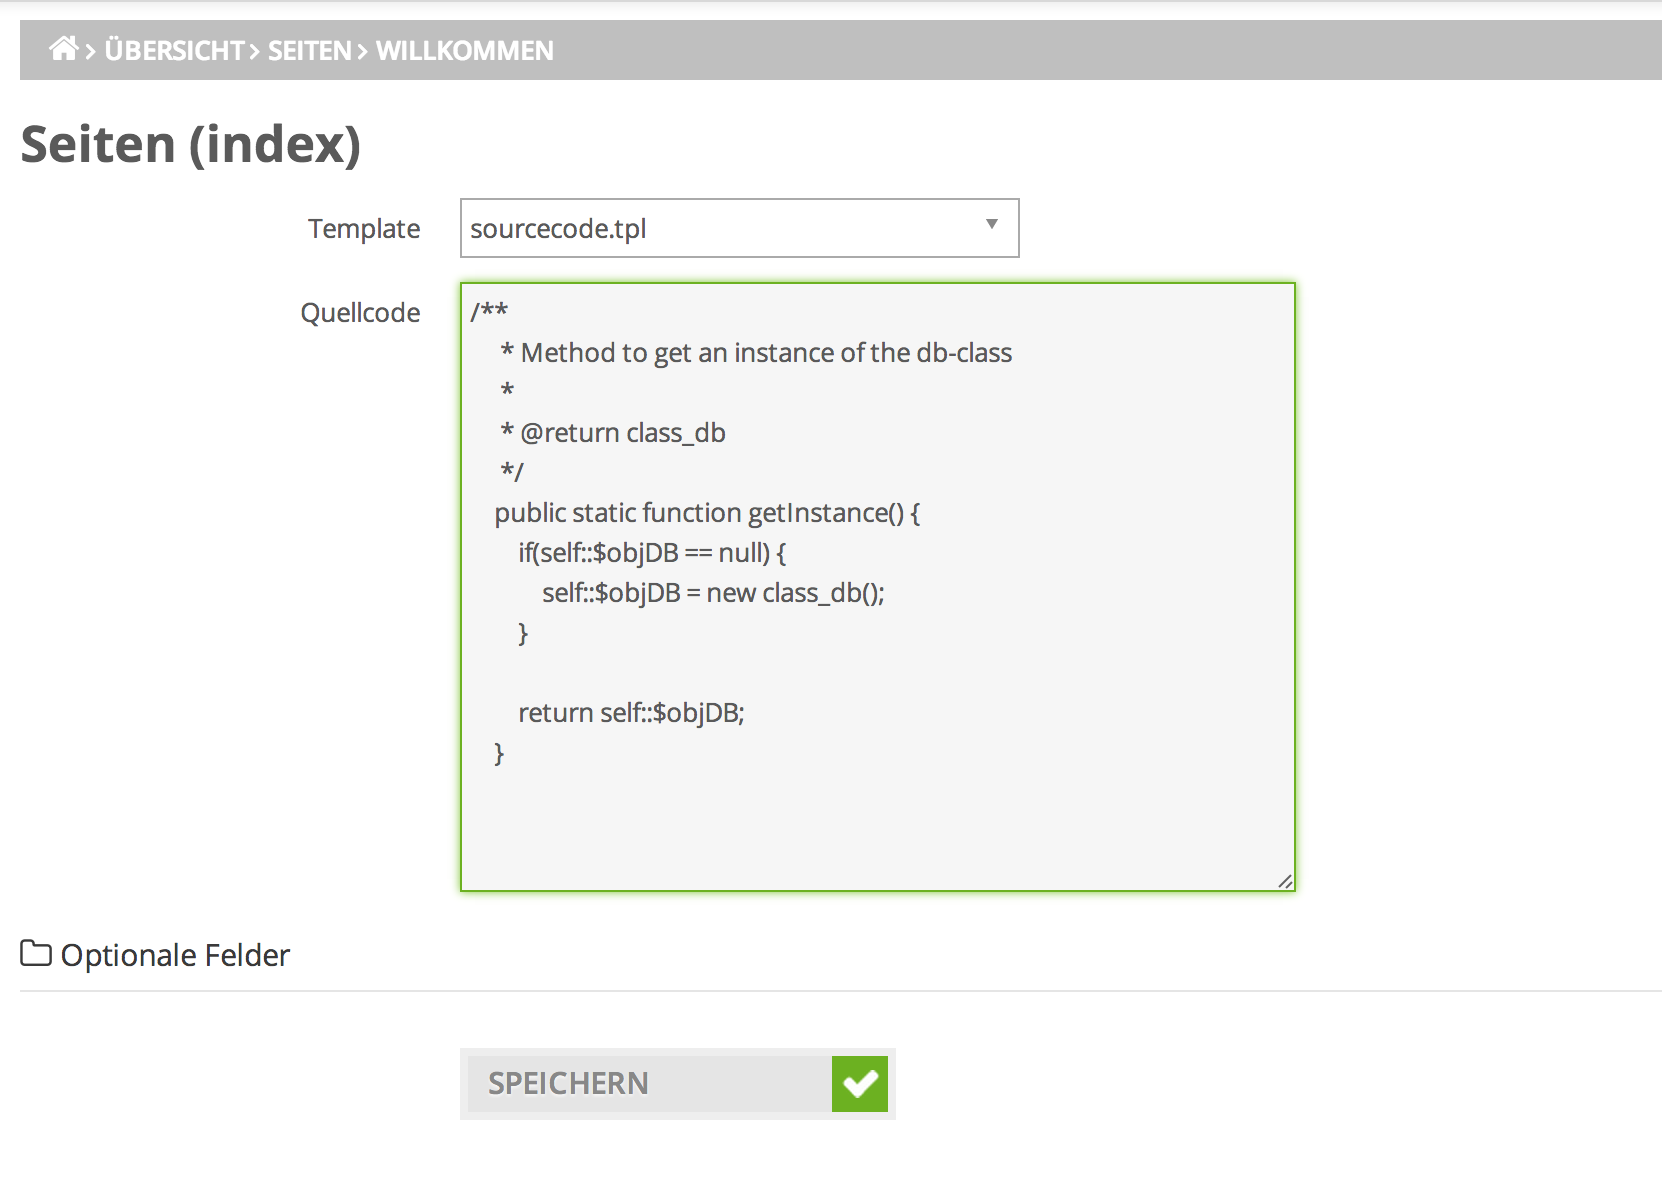 > ÜBERSICHT > SEITEN > WILLKOMMEN
Seiten (index)
Template
sourcecode.tpl
Quellcode
/**
* Method to get an instance of the db-class
*
* @return class_db
*/
public static function getInstance() {
if(self::$objDB == null) {
self::$objDB = new class_db();
}
return self::$objDB;
}
Optionale Felder
SPEICHERN